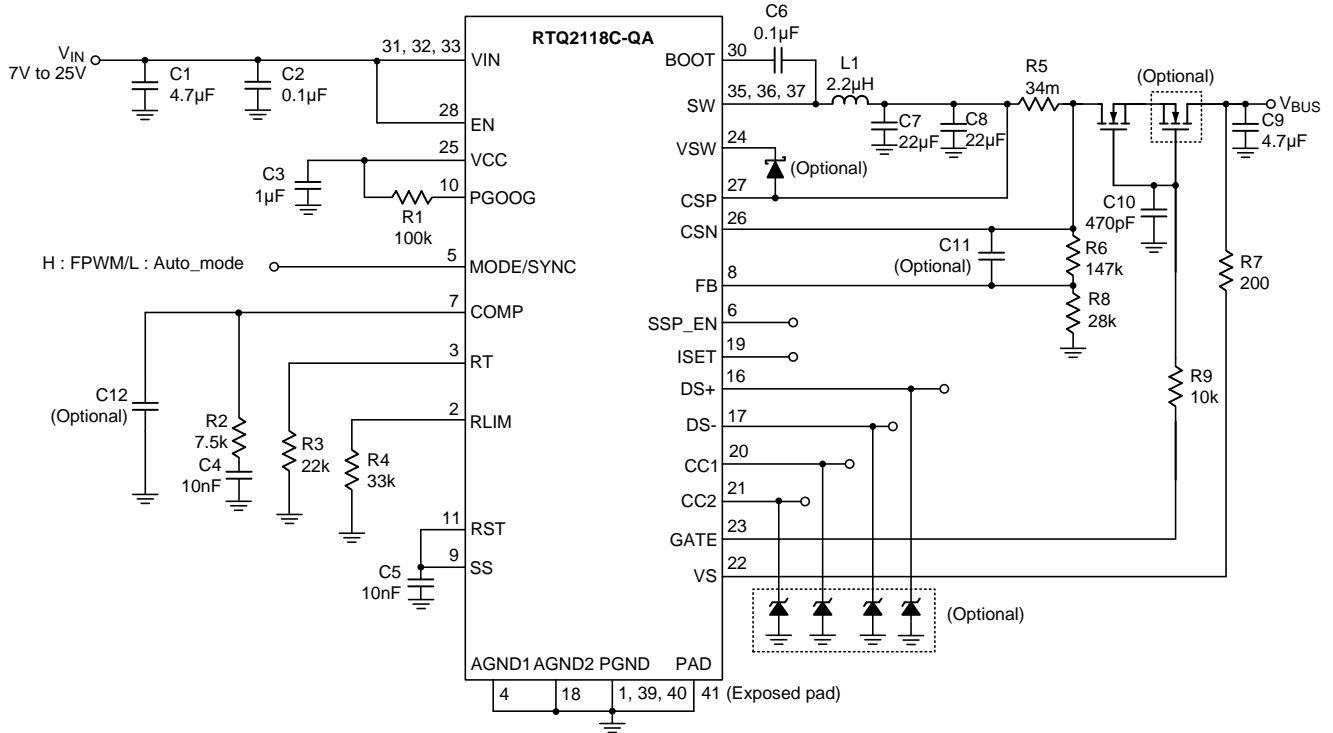 RTQ2118C-QA
VIN
7V to 25V
C1
4.7µF
C2
0.1µF
31, 32, 33
VIN
28
EN
25
VCC
C3
1µF
10
PGOOG
R1
100k
H : FPWM/L : Auto_mode
5
MODE/SYNC
7
COMP
3
RT
C12
(Optional)
2
RLIM
R2
7.5k
C4
10nF
R3
22k
R4
33k
11
RST
9
SS
C5
10nF
AGND1
AGND2
PGND
PAD
4
18
1, 39, 40
41
(Exposed pad)
BOOT
30
C6
0.1µF
SW
35, 36, 37
L1
2.2µH
R5
34m
(Optional)
VBUS
C7
22µF
C8
22µF
C9
4.7µF
VSW
24
(Optional)
CSP
27
CSN
26
C10
470pF
C11
(Optional)
R6
147k
R7
200
FB
8
R8
28k
SSP_EN
6
ISET
19
DS+
16
R9
10k
DS-
17
CC1
20
CC2
21
GATE
23
VS
22
(Optional)